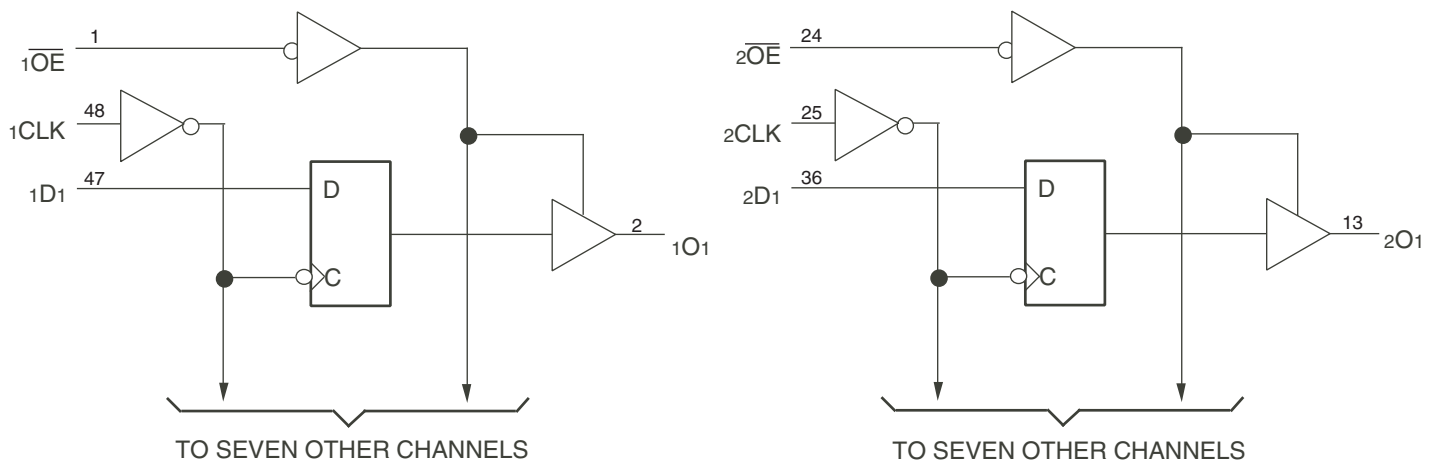 1
1OE
48
1CLK
47
1D1
D
C
2
1O1
TO SEVEN OTHER CHANNELS
24
2OE
25
2CLK
36
2D1
D
C
13
2O1
TO SEVEN OTHER CHANNELS